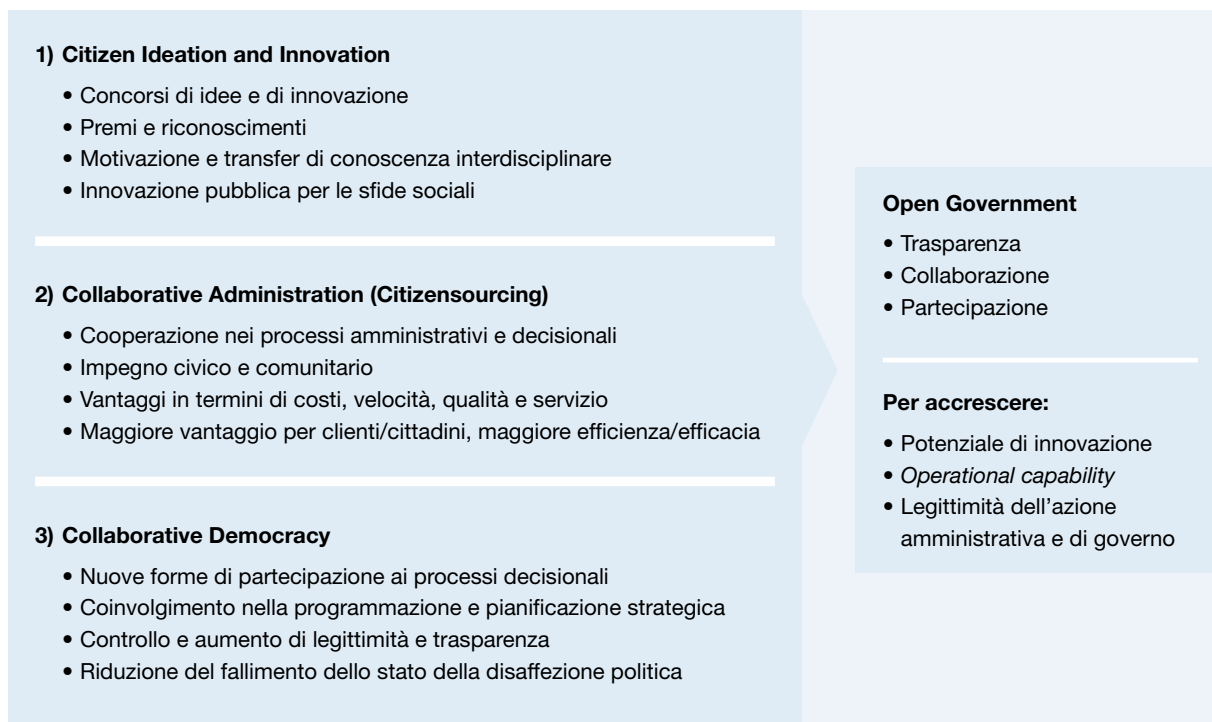 1) Citizen Ideation and Innovation
• Concorsi di idee e di innovazione
• Premi e riconoscimenti
• Motivazione e transfer di conoscenza interdisciplinare
• Innovazione pubblica per le sfide sociali
2) Collaborative Administration (Citizensourcing)
• Cooperazione nei processi amministrativi e decisionali
• Impegno civico e comunitario
• Vantaggi in termini di costi, velocità, qualità e servizio
• Maggiore vantaggio per clienti/cittadini, maggiore efficienza/efficacia
3) Collaborative Democracy
• Nuove forme di partecipazione ai processi decisionali
• Coinvolgimento nella programmazione e pianificazione strategica
• Controllo e aumento di legittimità e trasparenza
• Riduzione del fallimento dello stato della disaffezione politica
Open Government
• Trasparenza
• Collaborazione
• Partecipazione
Per accrescere:
• Potenziale di innovazione
• Operational capability
• Legittimità dell’azione
amministrativa e di governo